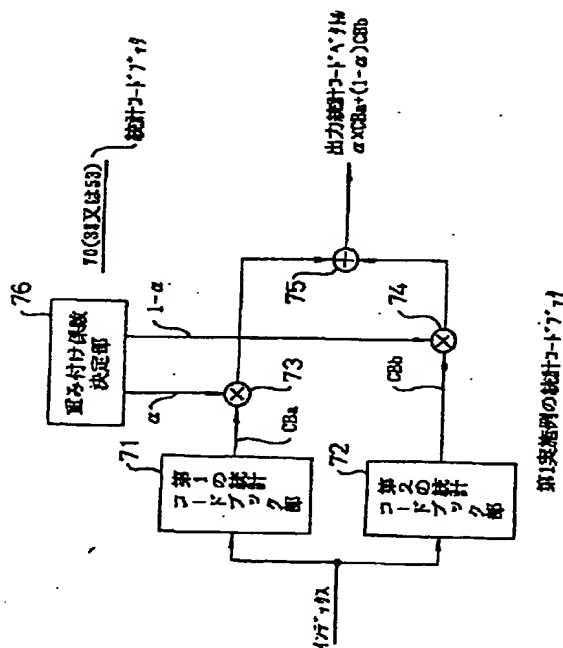 70(38又は53)
統計コードブック
76
重み付け係数
決定部
1-α
α
71
第1の統計
コードブック
部
CBa
73
75
出力統計コードベクトル
α×CBa+(1-α)CBb
インデックス
72
第2の統計
コードブック
部
CBb
74
第1実施例の統計コードブック